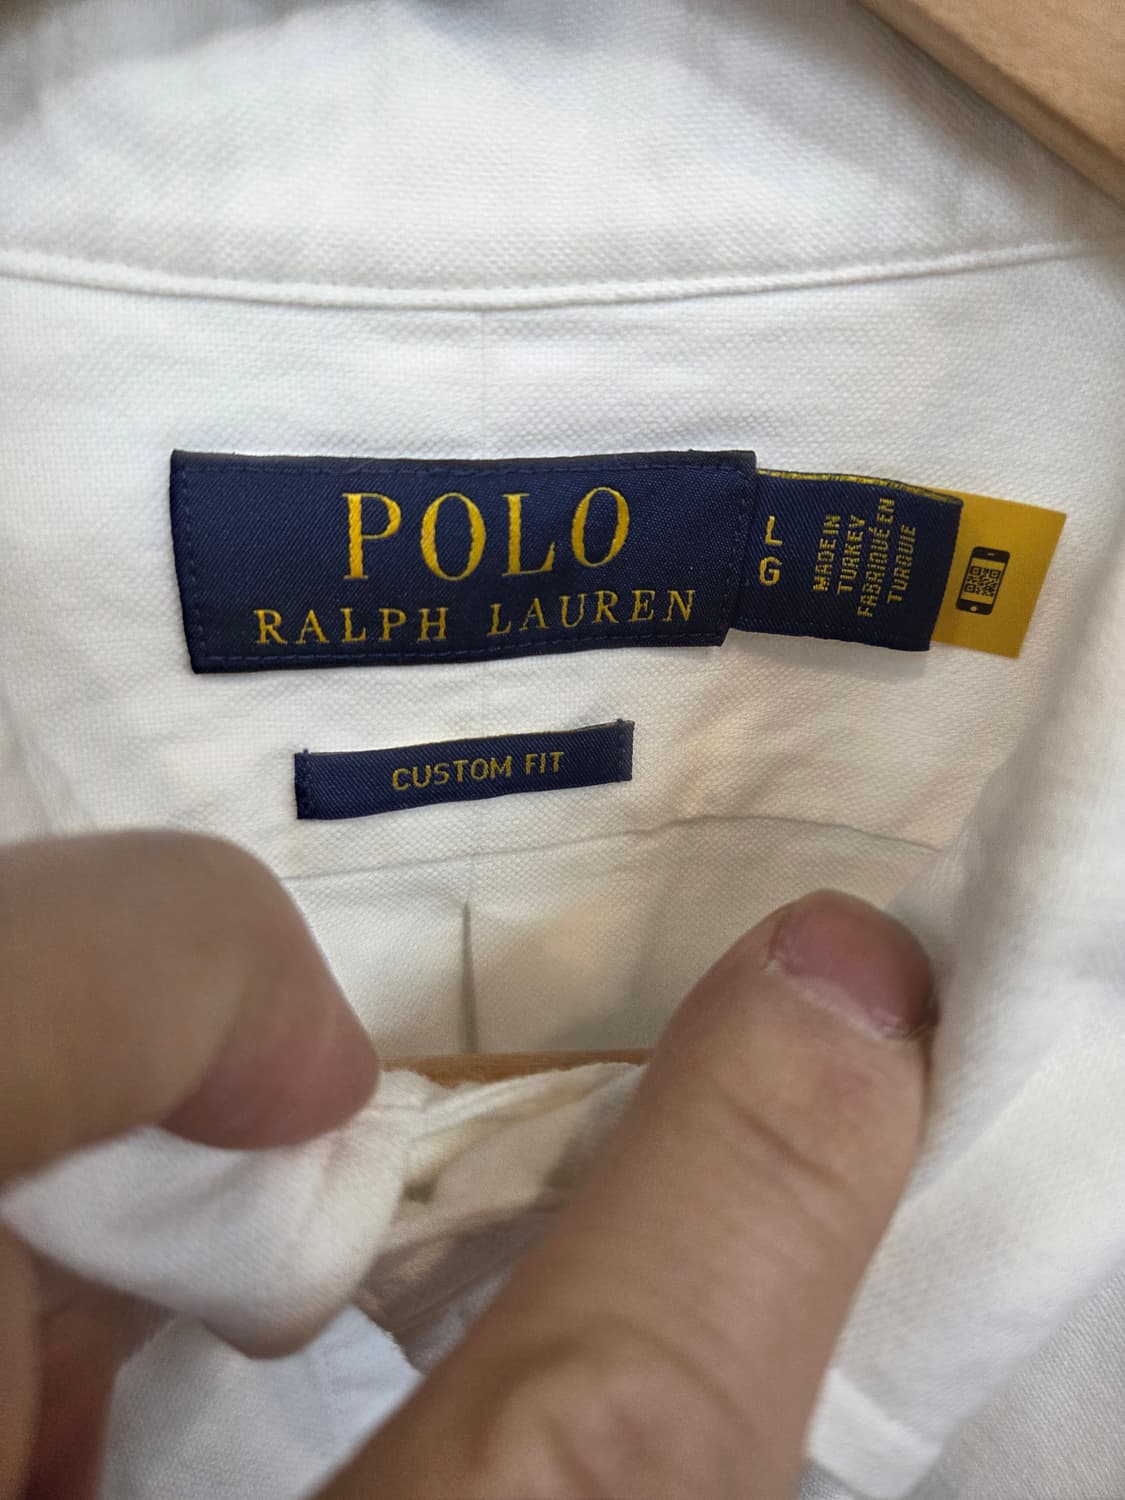 POLO
RALPH LAUREN
L
G
MADE IN
TURKEY
FABRIQUÉ EN
TURQUIE
CUSTOM FIT